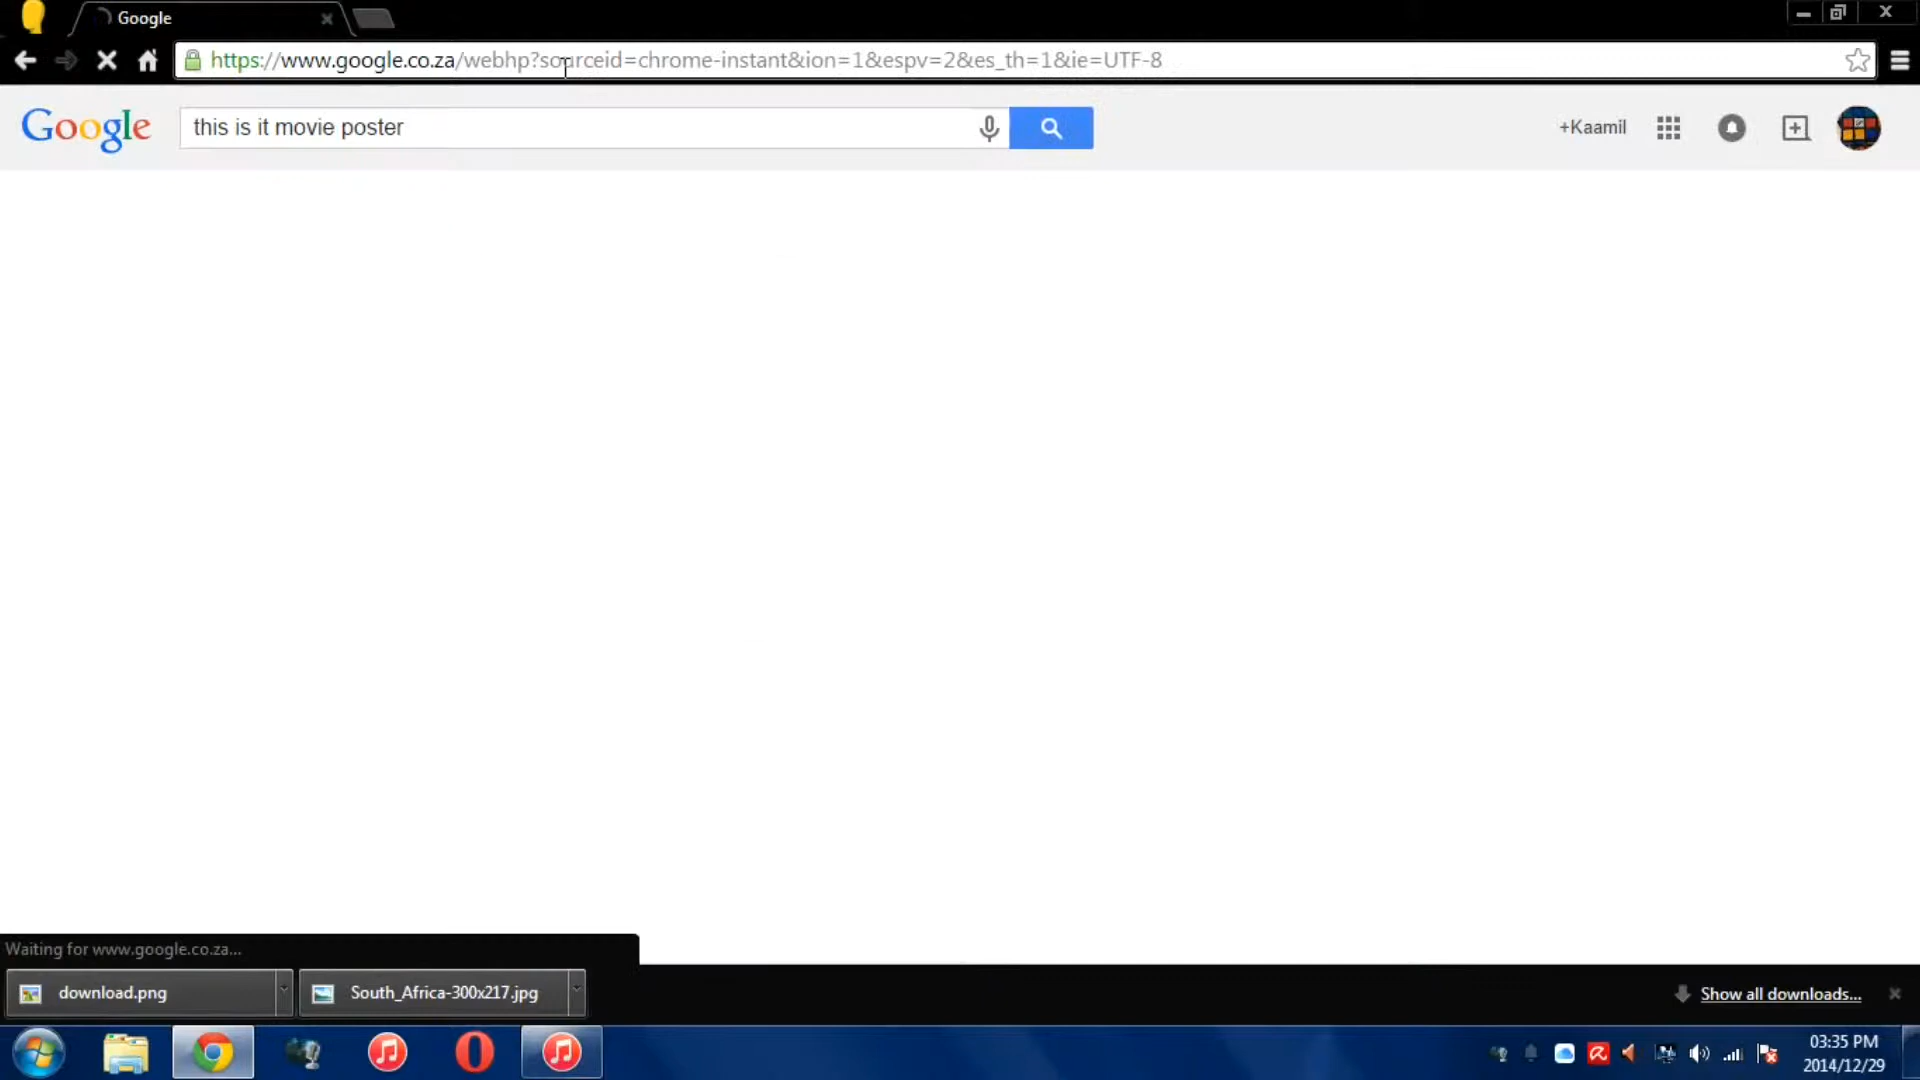 Google
https://www.google.co.za/webhp?sourceid=chrome-instant&ion=1&espv=2&es_th=1&ie=UTF-8
Google
this is it movie poster
+Kaamil
Waiting for www.google.co.za...
download.png
South_Africa-300x217.jpg
Show all downloads...
03:35 PM
2014/12/29